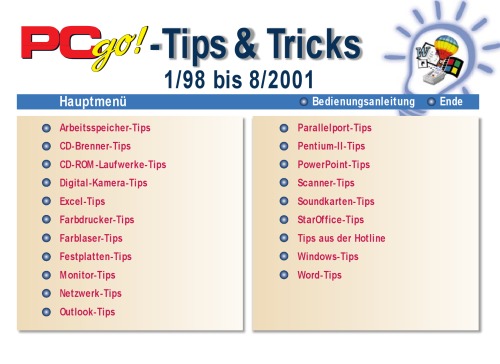 PCgo!-Tips & Tricks
1/98 bis 8/2001
Hauptmenü
Bedienungsanleitung
Ende
Arbeitsspeicher-Tips
CD-Brenner-Tips
CD-ROM-Laufwerke-Tips
Digital-Kamera-Tips
Excel-Tips
Farbdrucker-Tips
Farblaser-Tips
Festplatten-Tips
Monitor-Tips
Netzwerk-Tips
Outlook-Tips
Parallelport-Tips
Pentium-II-Tips
PowerPoint-Tips
Scanner-Tips
Soundkarten-Tips
StarOffice-Tips
Tips aus der Hotline
Windows-Tips
Word-Tips